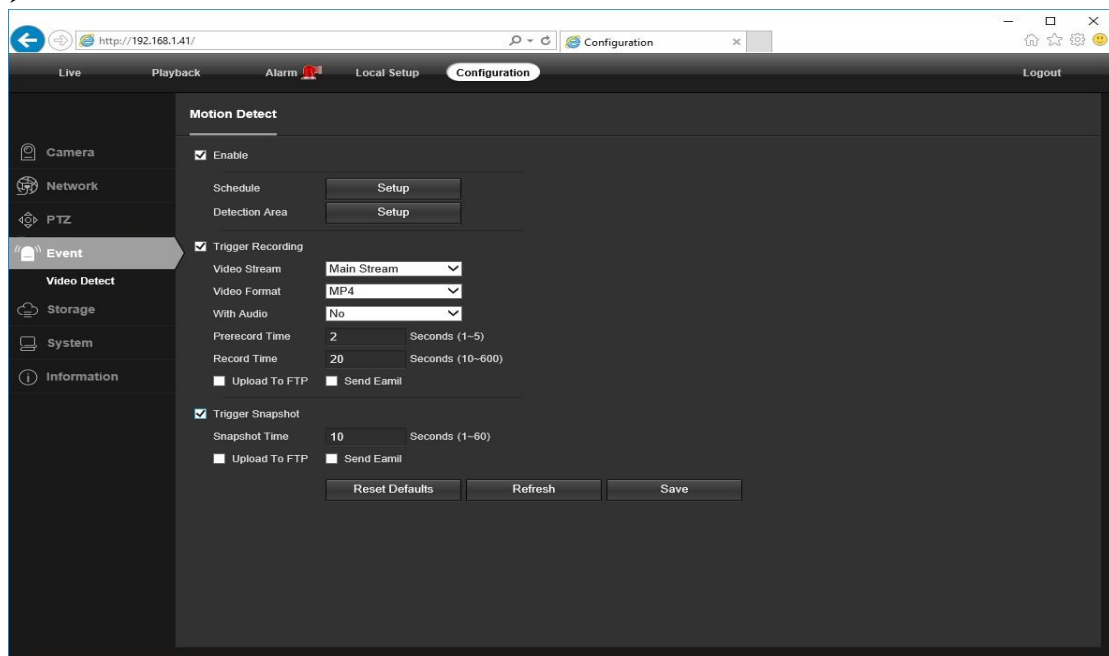 http://192.168.1.41/
Configuration
Live Playback Alarm Local Setup Configuration Logout
Motion Detect
Camera
Network
PTZ
Event
Video Detect
Storage
System
Information
Enable
Schedule Setup
Detection Area Setup
Trigger Recording
Video Stream Main Stream
Video Format MP4
With Audio No
Prerecord Time 2 Seconds (1~5)
Record Time 20 Seconds (10~600)
Upload To FTP Send Eamil
Trigger Snapshot
Snapshot Time 10 Seconds (1~60)
Upload To FTP Send Eamil
Reset Defaults Refresh Save